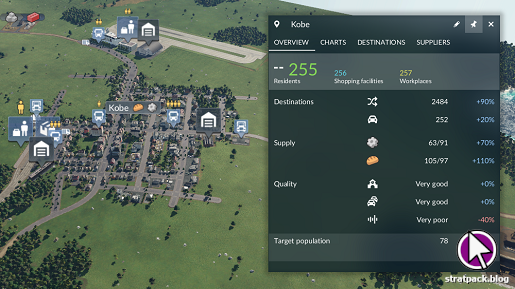 Kobe
Kobe
OVERVIEW CHARTS DESTINATIONS SUPPLIERS
-- 255 256 257
Residents Shopping facilities Workplaces
Destinations 2484 +90%
252 +20%
Supply 63/91 +70%
105/97 +110%
Quality Very good +0%
Very good +0%
Very poor -40%
Target population 78
stratpack.blog